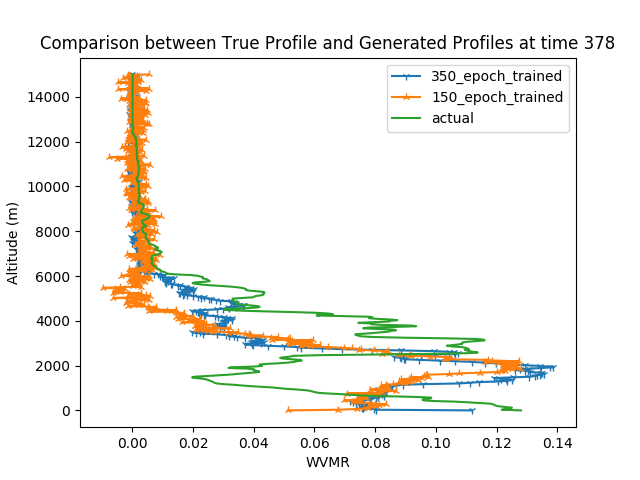 Comparison between True Profile and Generated Profiles at time 378
350_epoch_trained
150_epoch_trained
actual
Altitude (m)
14000
12000
10000
8000
6000
4000
2000
0
0.00 0.02 0.04 0.06 0.08 0.10 0.12 0.14
WVMR